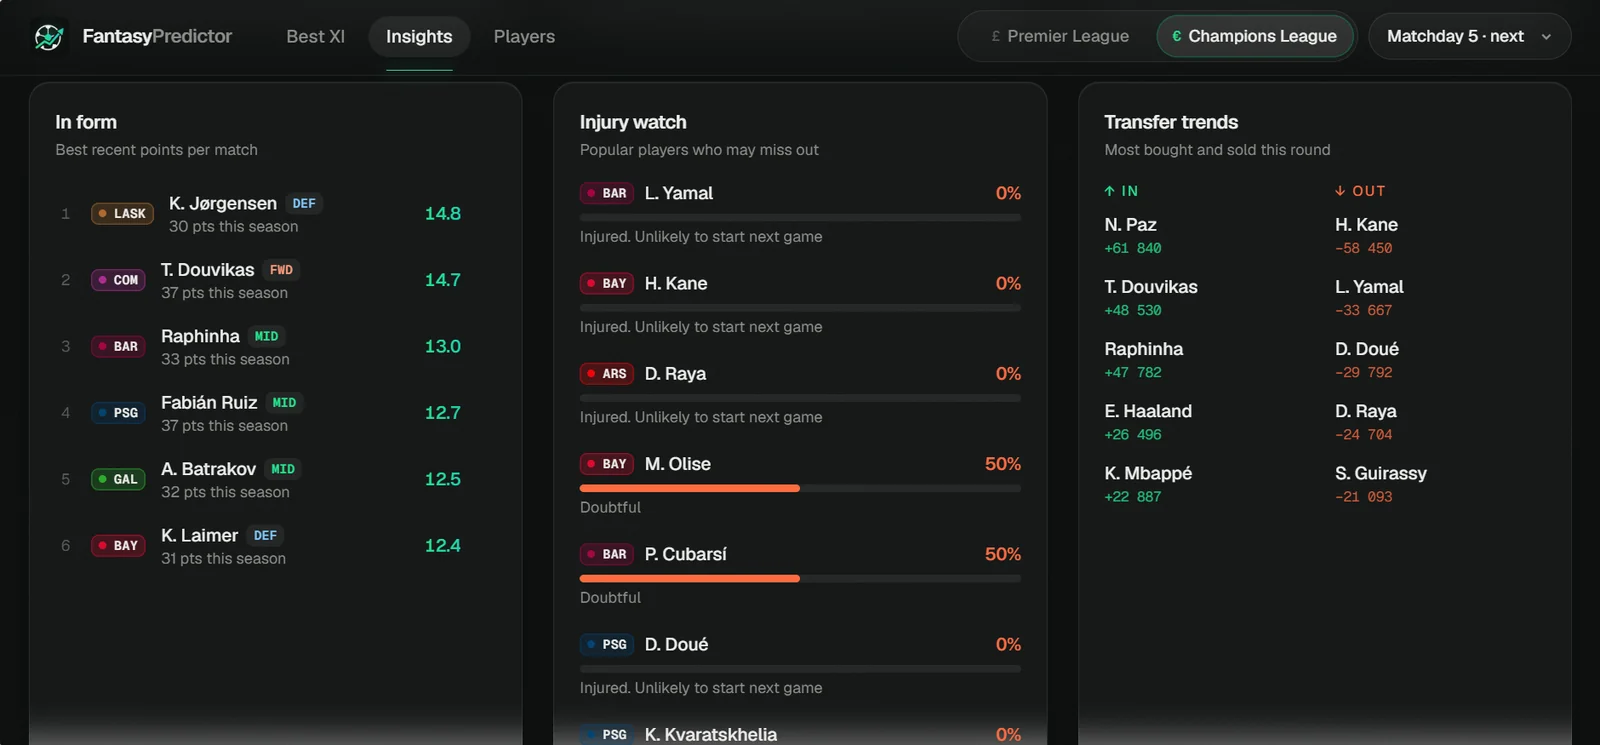 FantasyPredictor
Best XI
Insights
Players
£ Premier League
€ Champions League
Matchday 5 · next
In form
Best recent points per match
1 LASK K. Jørgensen DEF 14.8
30 pts this season
2 COM T. Douvikas FWD 14.7
37 pts this season
3 BAR Raphinha MID 13.0
33 pts this season
4 PSG Fabián Ruiz MID 12.7
37 pts this season
5 GAL A. Batrakov MID 12.5
32 pts this season
6 BAY K. Laimer DEF 12.4
31 pts this season
Injury watch
Popular players who may miss out
BAR L. Yamal 0%
Injured. Unlikely to start next game
BAY H. Kane 0%
Injured. Unlikely to start next game
ARS D. Raya 0%
Injured. Unlikely to start next game
BAY M. Olise 50%
Doubtful
BAR P. Cubarsí 50%
Doubtful
PSG D. Doué 0%
Injured. Unlikely to start next game
PSG K. Kvaratskhelia 0%
Transfer trends
Most bought and sold this round
↑ IN
N. Paz
+61 840
T. Douvikas
+48 530
Raphinha
+47 782
E. Haaland
+26 496
K. Mbappé
+22 887
↓ OUT
H. Kane
−58 450
L. Yamal
−33 667
D. Doué
−29 792
D. Raya
−24 704
S. Guirassy
−21 093